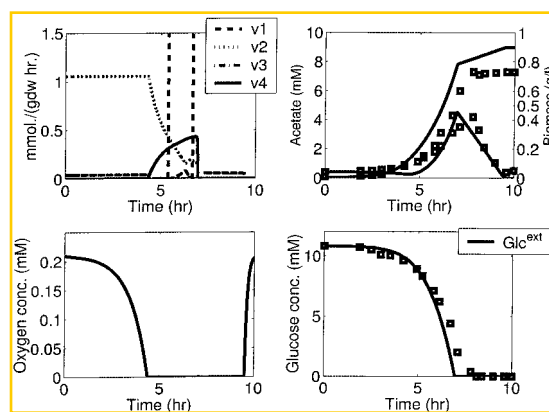 mmol./(gdw hr.)
1.5
1
0.5
0
0
5
10
Time (hr)
v1
v2
v3
v4
Acetate (mM)
10
8
6
4
2
0
0
5
10
Time (hr)
1
0.8
0.6
0.4
0.2
0
Biomass (g/l)
Oxygen conc. (mM)
0.2
0.15
0.1
0.05
0
0
5
10
Time (hr)
Glucose conc. (mM)
10
5
0
0
5
10
Time (hr)
Glc^ext